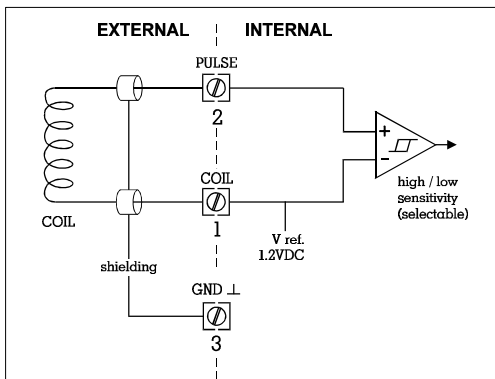 EXTERNAL INTERNAL
PULSE
2
+
-
COIL
1
COIL
high / low
sensitivity
(selectable)
V ref.
1.2VDC
shielding
GND ⊥
3